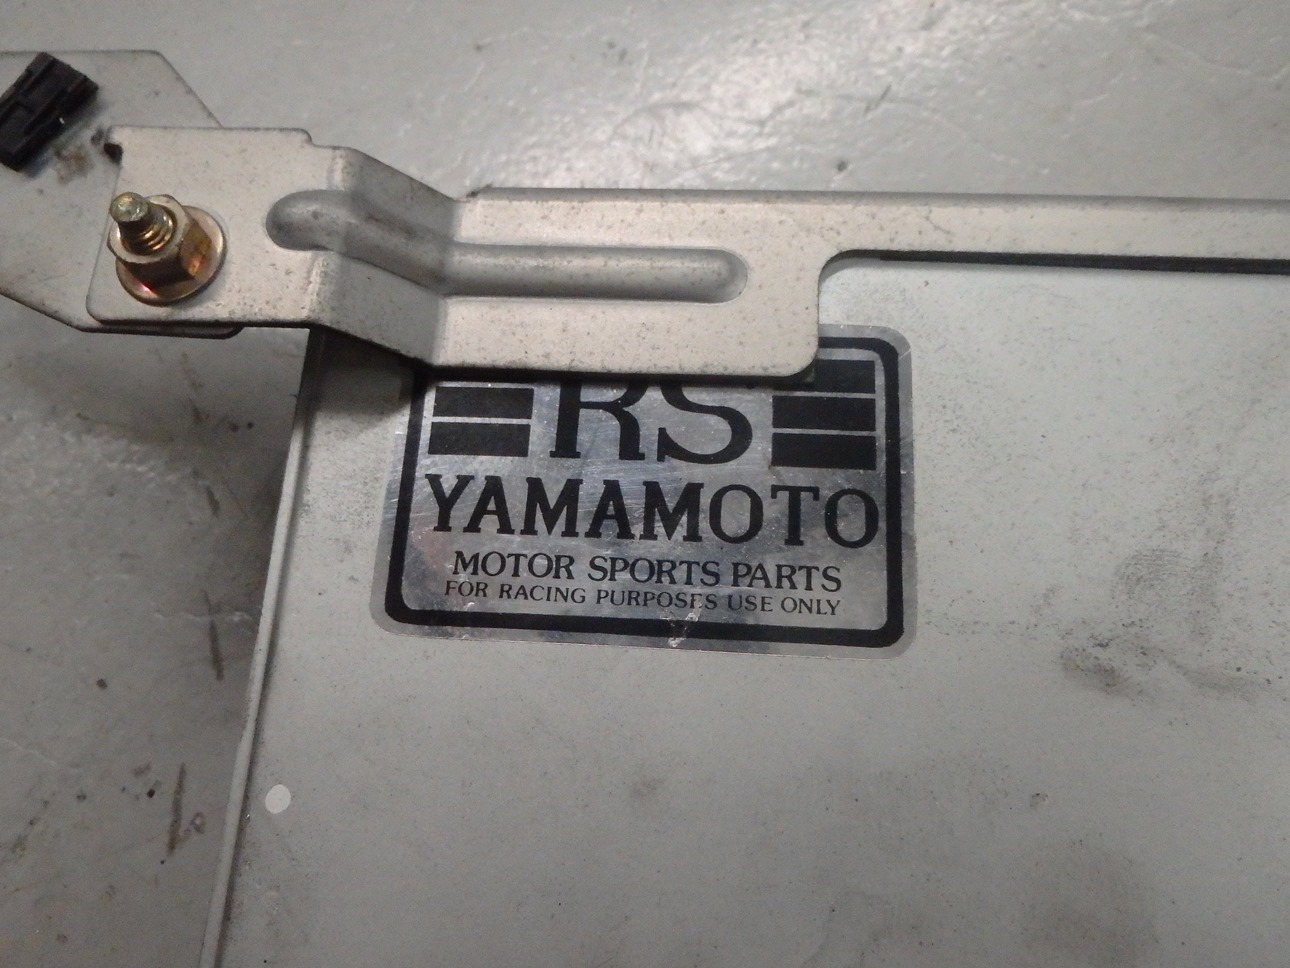 RS
YAMAMOTO
MOTOR SPORTS PARTS
FOR RACING PURPOSES USE ONLY